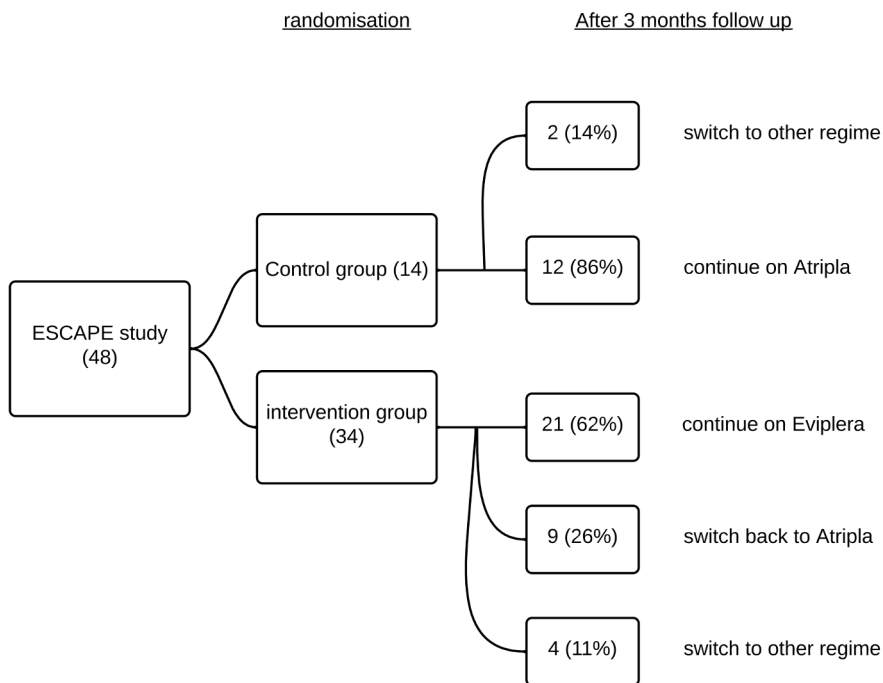 randomisation
After 3 months follow up
2 (14%)
switch to other regime
Control group (14)
12 (86%)
continue on Atripla
ESCAPE study
(48)
intervention group
(34)
21 (62%)
continue on Eviplera
9 (26%)
switch back to Atripla
4 (11%)
switch to other regime